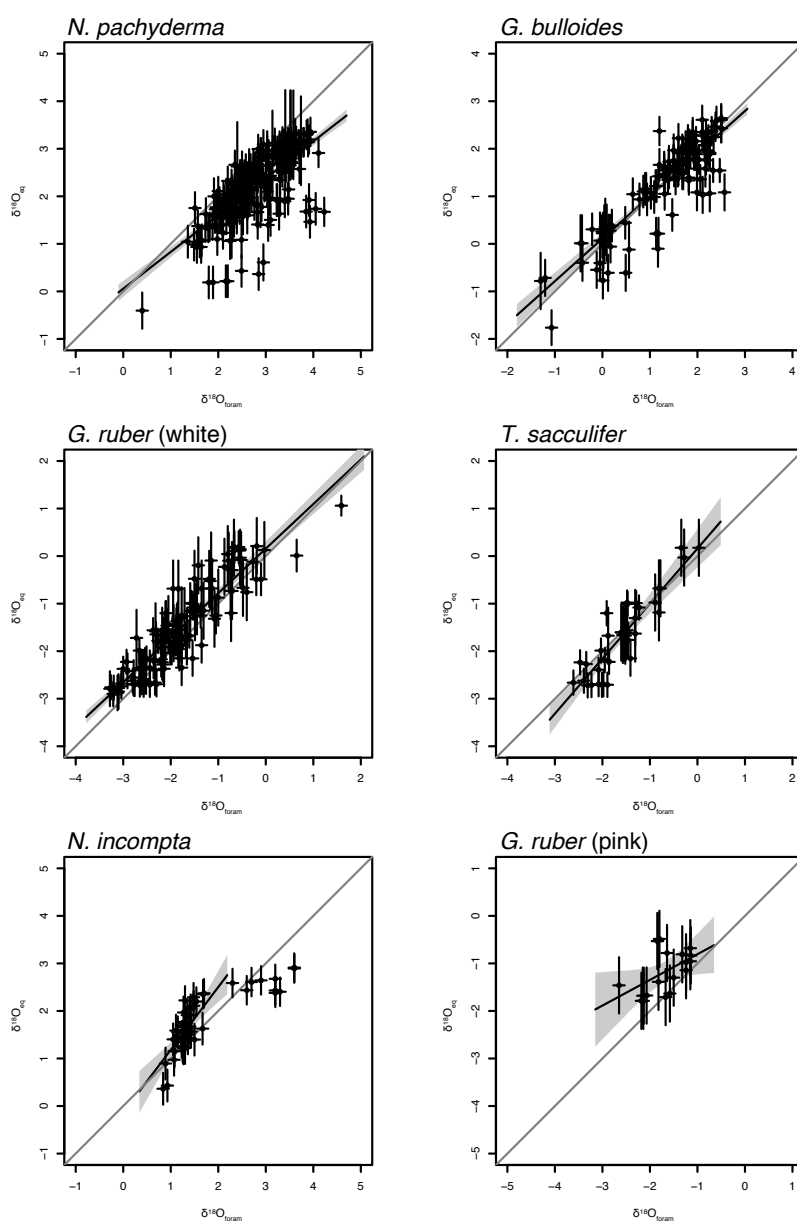 N. pachyderma
5
4
3
2
1
0
−1
δ18Oeq
−1 0 1 2 3 4 5
δ18Oforam
G. bulloides
4
3
2
1
0
−1
−2
δ18Oeq
−2 −1 0 1 2 3 4
δ18Oforam
G. ruber (white)
2
1
0
−1
−2
−3
−4
δ18Oeq
−4 −3 −2 −1 0 1 2
δ18Oforam
T. sacculifer
2
1
0
−1
−2
−3
−4
δ18Oeq
−4 −3 −2 −1 0 1 2
δ18Oforam
N. incompta
5
4
3
2
1
0
−1
δ18Oeq
−1 0 1 2 3 4 5
δ18Oforam
G. ruber (pink)
1
0
−1
−2
−3
−4
−5
δ18Oeq
−5 −4 −3 −2 −1 0 1
δ18Oforam